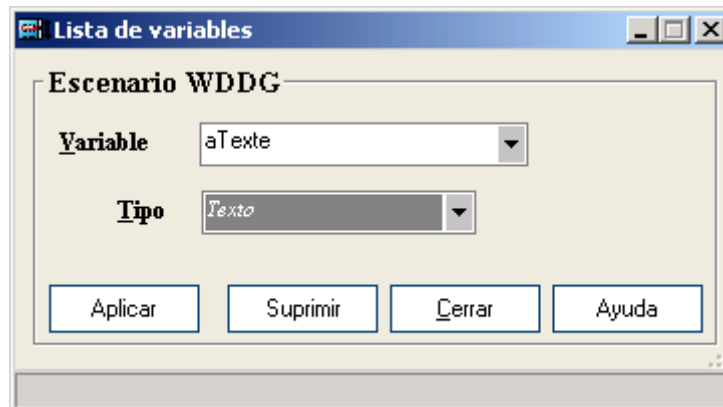 Lista de variables
Escenario WDDG
Variable aTexte
Tipo Texto
Aplicar Suprimir Cerrar Ayuda